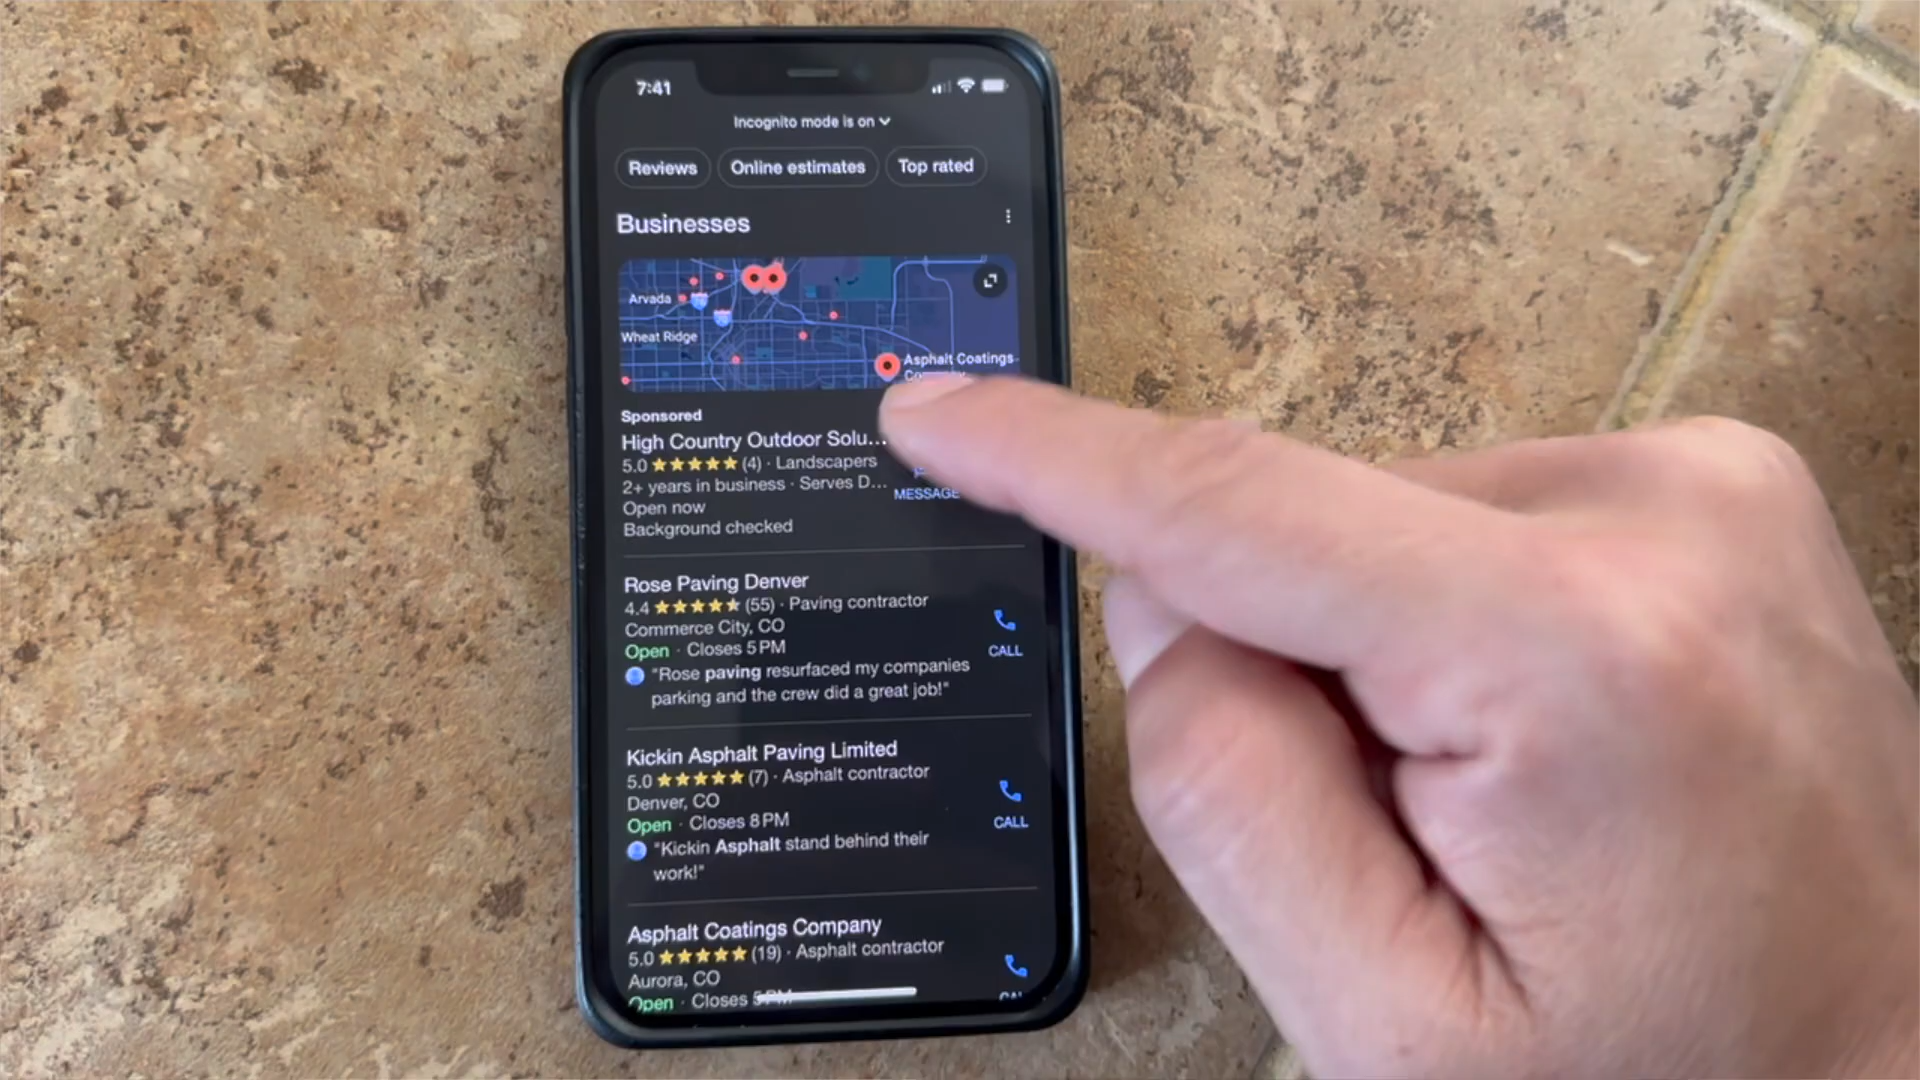 7:41
Incognito mode is on
Reviews
Online estimates
Top rated
Businesses
Arvada
Wheat Ridge
Asphalt Coatings
Sponsored
High Country Outdoor Solu...
5.0 (4) · Landscapers
2+ years in business · Serves D...
Open now
Background checked
MESSAGE
Rose Paving Denver
4.4 (55) · Paving contractor
Commerce City, CO
Open · Closes 5 PM
CALL
"Rose paving resurfaced my companies
parking and the crew did a great job!"
Kickin Asphalt Paving Limited
5.0 (7) · Asphalt contractor
Denver, CO
Open · Closes 8 PM
CALL
"Kickin Asphalt stand behind their
work!"
Asphalt Coatings Company
5.0 (19) · Asphalt contractor
Aurora, CO
Open · Closes 5 PM